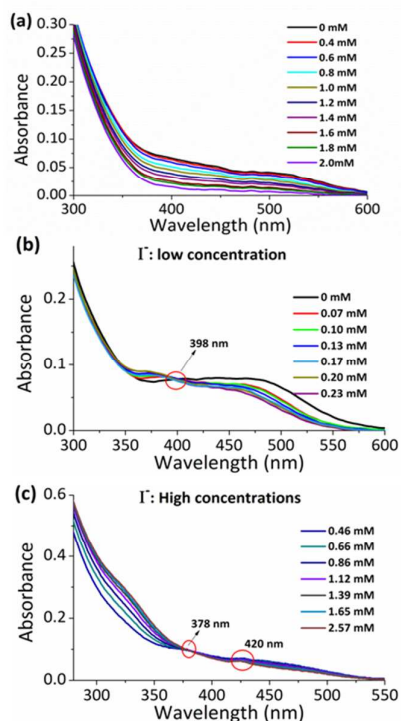 (a)
0.30
0.25
0.20
0.15
0.10
0.05
0.00
Absorbance
0 mM
0.4 mM
0.6 mM
0.8 mM
1.0 mM
1.2 mM
1.4 mM
1.6 mM
1.8 mM
2.0mM
300 400 500 600
Wavelength (nm)
(b)
I⁻: low concentration
0.2
0.1
0.0
Absorbance
398 nm
0 mM
0.07 mM
0.10 mM
0.13 mM
0.17 mM
0.20 mM
0.23 mM
300 350 400 450 500 550 600
Wavelength (nm)
(c)
I⁻: High concentrations
0.6
0.4
0.2
0.0
Absorbance
378 nm
420 nm
0.46 mM
0.66 mM
0.86 mM
1.12 mM
1.39 mM
1.65 mM
2.57 mM
300 350 400 450 500 550
Wavelength (nm)